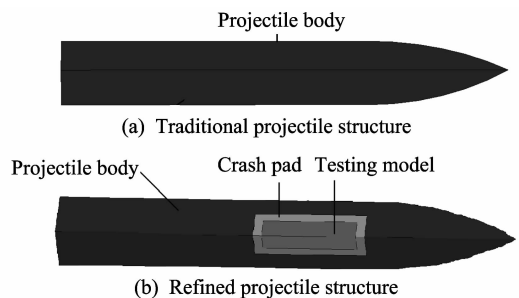 Projectile body
(a) Traditional projectile structure
Crash pad Testing model
Projectile body
(b) Refined projectile structure